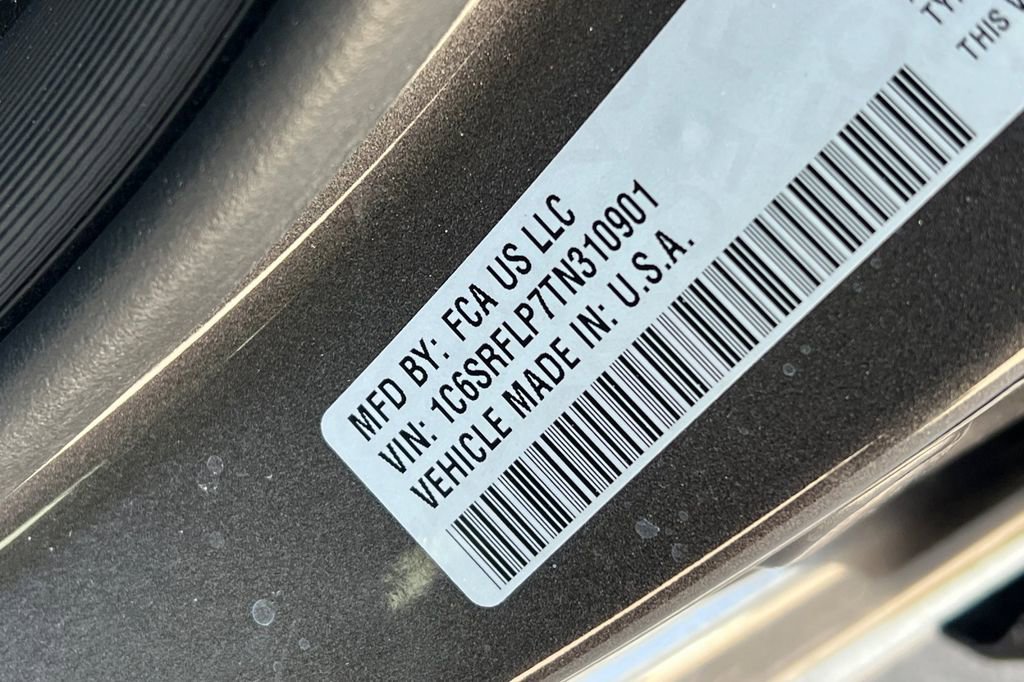 MFD BY: FCA US LLC
VIN: 1C6SRFLP7TN310901
VEHICLE MADE IN: U.S.A.
THIS